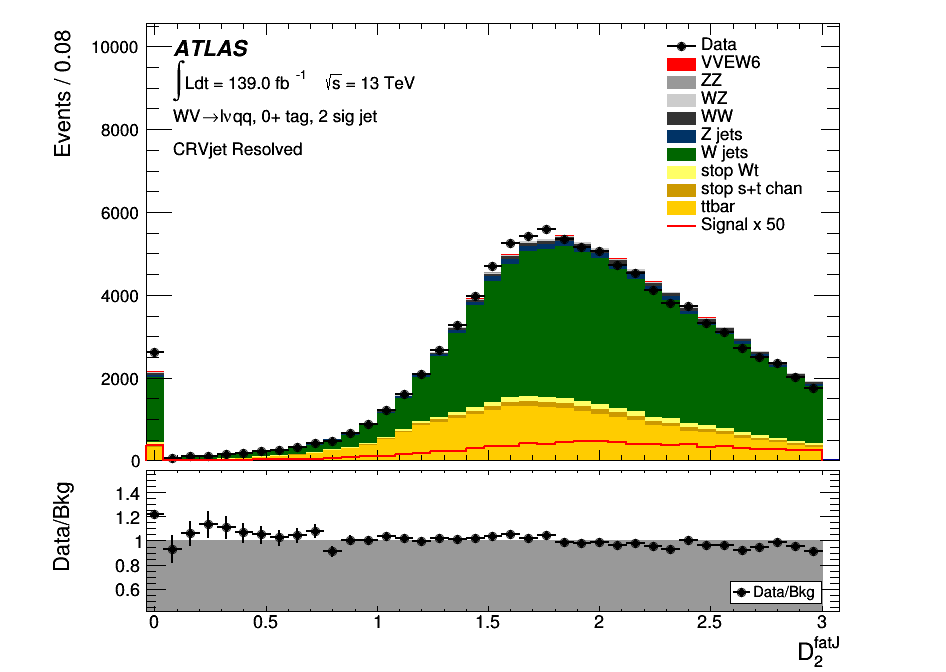 Events / 0.08
10000
8000
6000
4000
2000
0
ATLAS
∫Ldt = 139.0 fb⁻¹ √s = 13 TeV
WV→lνqq, 0+ tag, 2 sig jet
CRVjet Resolved
Data
VVEW6
ZZ
WZ
WW
Z jets
W jets
stop Wt
stop s+t chan
ttbar
Signal x 50
Data/Bkg
1.4
1.2
1
0.8
0.6
Data/Bkg
0 0.5 1 1.5 2 2.5 3
D₂^fatJ